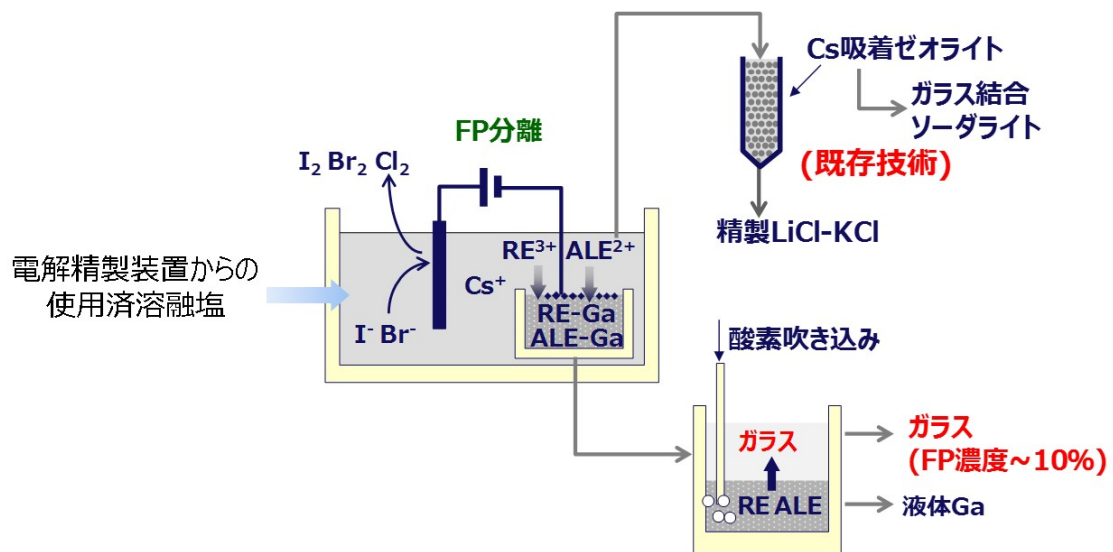 Cs吸着ゼオライト
ガラス結合
ソーダライト
(既存技術)
精製LiCl-KCl
FP分離
I₂ Br₂ Cl₂
RE³⁺ ALE²⁺
Cs⁺
RE-Ga
ALE-Ga
I⁻ Br⁻
電解精製装置からの
使用済溶融塩
酸素吹き込み
ガラス
RE ALE
ガラス
(FP濃度~10%)
液体Ga